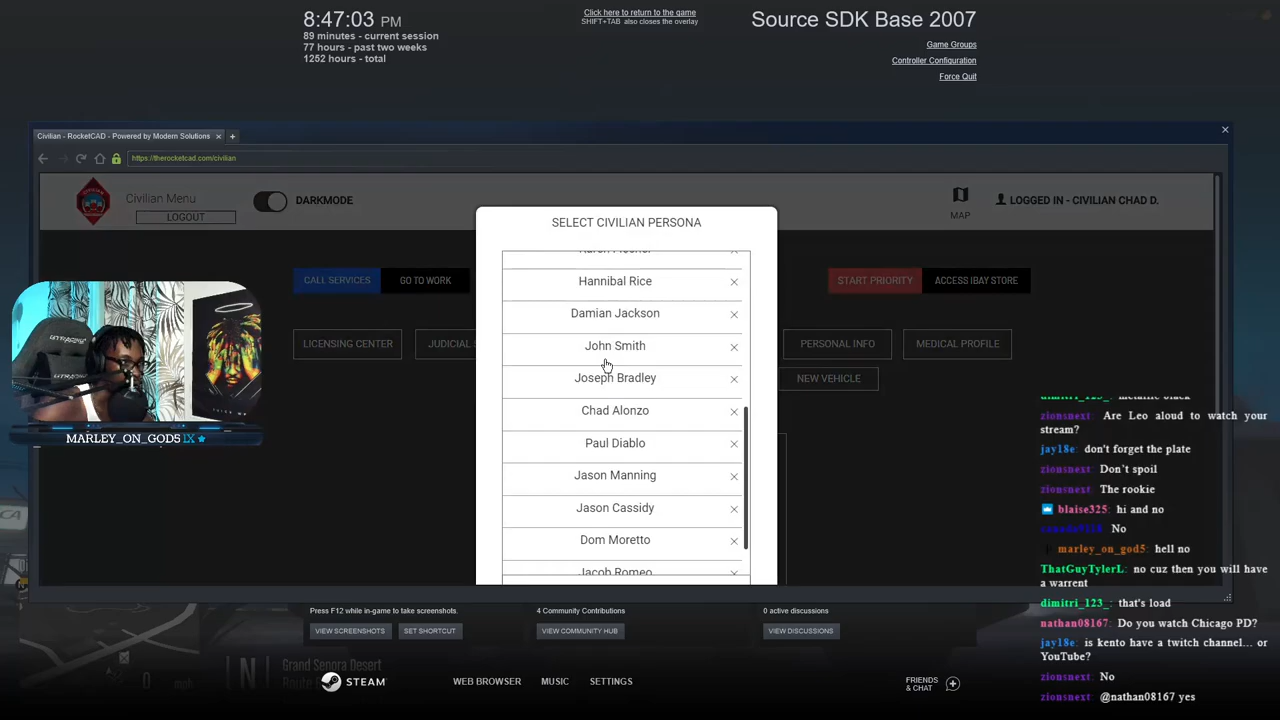 8:47:03 PM
89 minutes - current session
77 hours - past two weeks
1252 hours - total
Click here to return to the game
SHIFT+TAB also closes the overlay
Source SDK Base 2007
Game Groups
Controller Configuration
Force Quit
Civilian - RocketCAD - Powered by Modern Solutions
https://therocketcad.com/civilian
Civilian Menu
LOGOUT
DARKMODE
MAP
LOGGED IN - CIVILIAN CHAD D.
CALL SERVICES
GO TO WORK
START PRIORITY
ACCESS IBAY STORE
LICENSING CENTER
JUDICIAL
PERSONAL INFO
MEDICAL PROFILE
NEW VEHICLE
SELECT CIVILIAN PERSONA
Hannibal Rice
Damian Jackson
John Smith
Joseph Bradley
Chad Alonzo
Paul Diablo
Jason Manning
Jason Cassidy
Dom Moretto
Jacob Romeo
MARLEY_ON_GODS IX
dimitri_123_: metallic black
zionsnext: Are Leo aloud to watch your
stream?
jay18e: don't forget the plate
zionsnext: Don't spoil
zionsnext: The rookie
blaise325: hi and no
No
marley_on_god5: hell no
ThatGuyTylerL: no cuz then you will have
a warrent
dimitri_123_: that's load
nathan08167: Do you watch Chicago PD?
jay18e: is kento have a twitch channel... or
YouTube?
zionsnext: No
zionsnext: @nathan08167 yes
Press F12 while in-game to take screenshots.
VIEW SCREENSHOTS
SET SHORTCUT
4 Community Contributions
VIEW COMMUNITY HUB
0 active discussions
VIEW DISCUSSIONS
N
Grand Senora Desert
0 mph
STEAM
WEB BROWSER
MUSIC
SETTINGS
FRIENDS
& CHAT